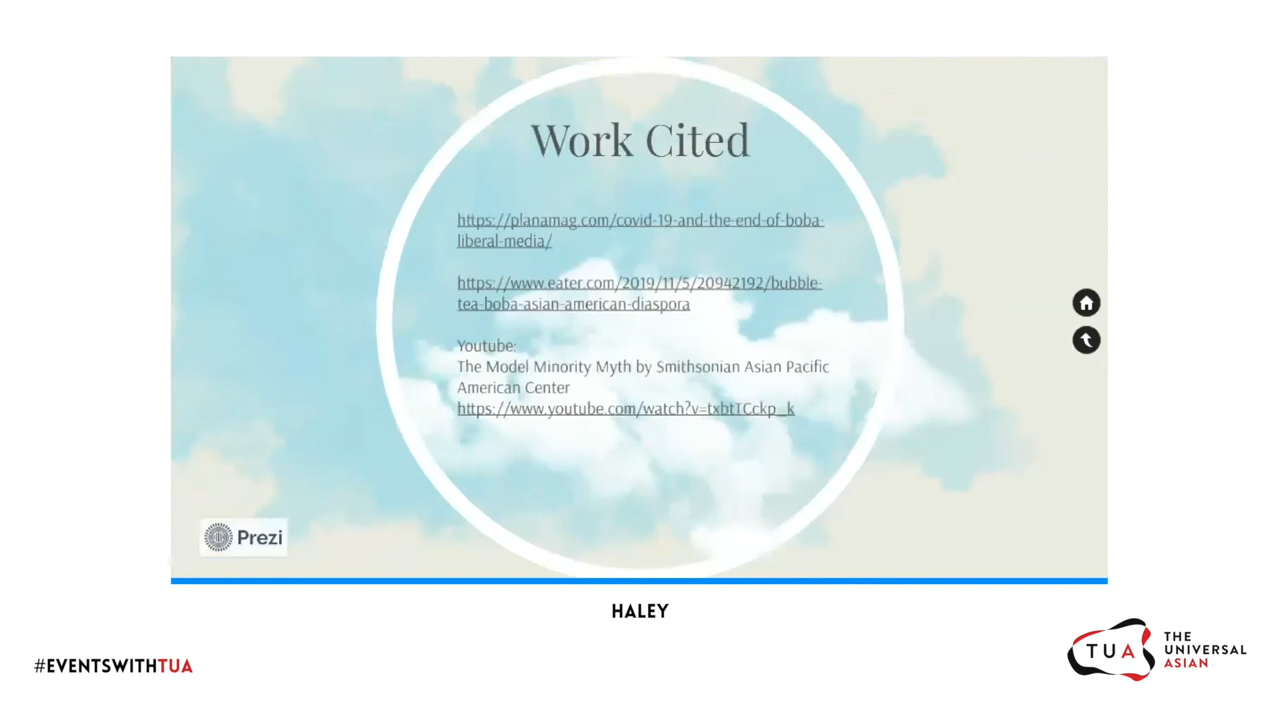 Work Cited
https://planamag.com/covid-19-and-the-end-of-boba-
liberal-media/
https://www.eater.com/2019/11/5/20942192/bubble-
tea-boba-asian-american-diaspora
Youtube:
The Model Minority Myth by Smithsonian Asian Pacific
American Center
https://www.youtube.com/watch?v=txbtTCckp_k
Prezi
HALEY
#EVENTSWITHTUA
TUA
THE
UNIVERSAL
ASIAN